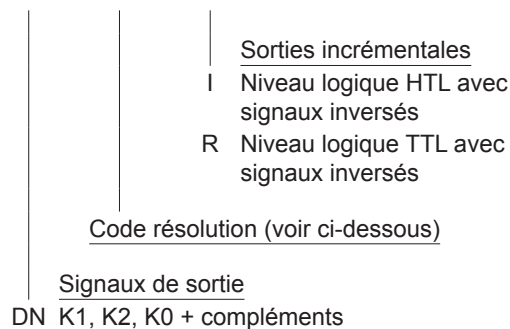 Sorties incrémentales
I Niveau logique HTL avec
signaux inversés
R Niveau logique TTL avec
signaux inversés
Code résolution (voir ci-dessous)
Signaux de sortie
DN K1, K2, K0 + compléments